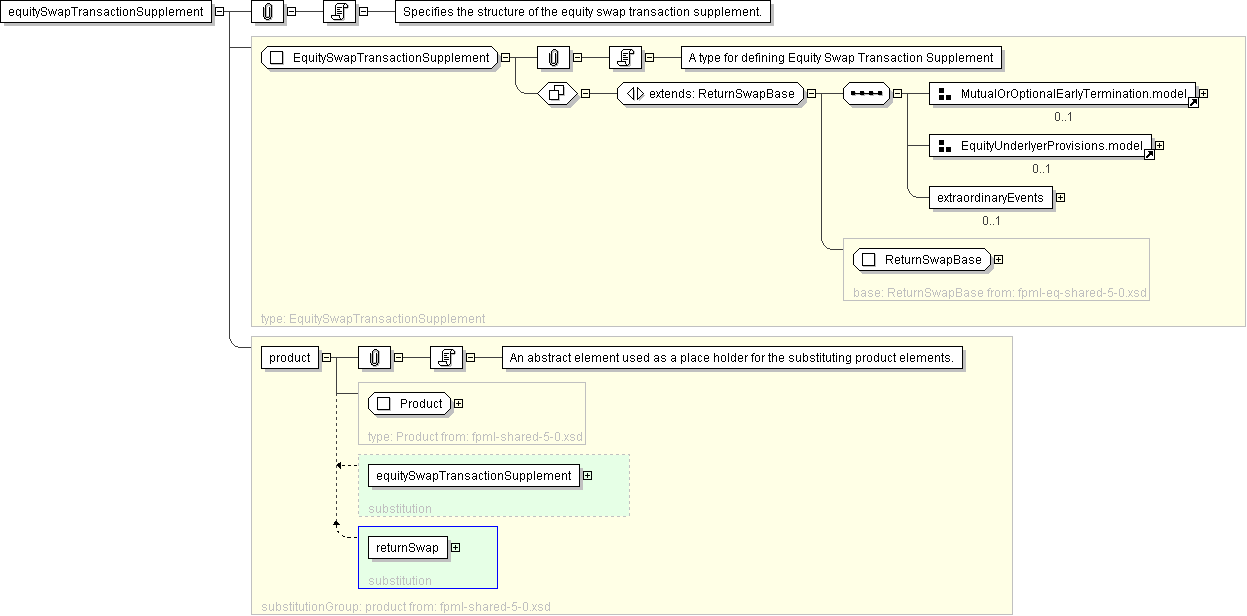 equitySwapTransactionSupplement
Specifies the structure of the equity swap transaction supplement.
EquitySwapTransactionSupplement
A type for defining Equity Swap Transaction Supplement
extends: ReturnSwapBase
MutualOrOptionalEarlyTermination.model
0..1
EquityUnderlyerProvisions.model
0..1
extraordinaryEvents
0..1
ReturnSwapBase
base: ReturnSwapBase from: fpml-eq-shared-5-0.xsd
type: EquitySwapTransactionSupplement
product
An abstract element used as a place holder for the substituting product elements.
Product
type: Product from: fpml-shared-5-0.xsd
equitySwapTransactionSupplement
substitution
returnSwap
substitution
substitutionGroup: product from: fpml-shared-5-0.xsd